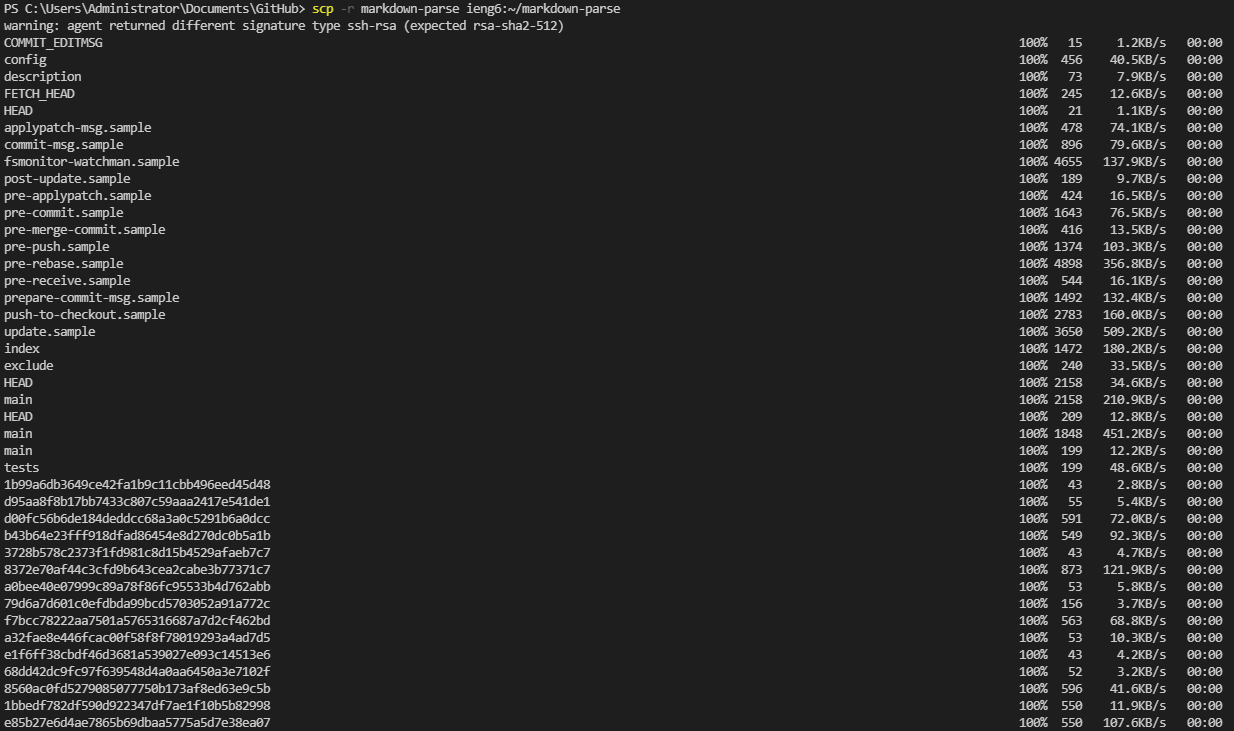 PS C:\Users\Administrator\Documents\GitHub> scp -r markdown-parse ieng6:~/markdown-parse
warning: agent returned different signature type ssh-rsa (expected rsa-sha2-512)
COMMIT_EDITMSG 100% 15 1.2KB/s 00:00
config 100% 456 40.5KB/s 00:00
description 100% 73 7.9KB/s 00:00
FETCH_HEAD 100% 245 12.6KB/s 00:00
HEAD 100% 21 1.1KB/s 00:00
applypatch-msg.sample 100% 478 74.1KB/s 00:00
commit-msg.sample 100% 896 79.6KB/s 00:00
fsmonitor-watchman.sample 100% 4655 137.9KB/s 00:00
post-update.sample 100% 189 9.7KB/s 00:00
pre-applypatch.sample 100% 424 16.5KB/s 00:00
pre-commit.sample 100% 1643 76.5KB/s 00:00
pre-merge-commit.sample 100% 416 13.5KB/s 00:00
pre-push.sample 100% 1374 103.3KB/s 00:00
pre-rebase.sample 100% 4898 356.8KB/s 00:00
pre-receive.sample 100% 544 16.1KB/s 00:00
prepare-commit-msg.sample 100% 1492 132.4KB/s 00:00
push-to-checkout.sample 100% 2783 160.0KB/s 00:00
update.sample 100% 3650 509.2KB/s 00:00
index 100% 1472 180.2KB/s 00:00
exclude 100% 240 33.5KB/s 00:00
HEAD 100% 2158 34.6KB/s 00:00
main 100% 2158 210.9KB/s 00:00
HEAD 100% 209 12.8KB/s 00:00
main 100% 1848 451.2KB/s 00:00
main 100% 199 12.2KB/s 00:00
tests 100% 199 48.6KB/s 00:00
1b99a6db3649ce42fa1b9c11cbb496eed45d48 100% 43 2.8KB/s 00:00
d95aa8f8b17bb7433c807c59aaa2417e541de1 100% 55 5.4KB/s 00:00
d00fc56b6de184deddcc68a3a0c5291b6a0dcc 100% 591 72.0KB/s 00:00
b43b64e23fff918dfad86454e8d270dc0b5a1b 100% 549 92.3KB/s 00:00
3728b578c2373f1fd981c8d15b4529afaeb7c7 100% 43 4.7KB/s 00:00
8372e70af44c3cfd9b643cea2cabe3b77371c7 100% 873 121.9KB/s 00:00
a0bee40e07999c89a78f86fc95533b4d762abb 100% 53 5.8KB/s 00:00
79d6a7d601c0efdbda99bcd5703052a91a772c 100% 156 3.7KB/s 00:00
f7bcc78222aa7501a5765316687a7d2cf462bd 100% 563 68.8KB/s 00:00
a32fae8e446fcac00f58f8f78019293a4ad7d5 100% 53 10.3KB/s 00:00
e1f6ff38cbdf46d3681a539027e093c14513e6 100% 43 4.2KB/s 00:00
68dd42dc9fc97f639548d4a0aa6450a3e7102f 100% 52 3.2KB/s 00:00
8560ac0fd5279085077750b173af8ed63e9c5b 100% 596 41.6KB/s 00:00
1bbedf782df590d922347df7ae1f10b5b82998 100% 550 11.9KB/s 00:00
e85b27e6d4ae7865b69dbaa5775a5d7e38ea07 100% 550 107.6KB/s 00:00